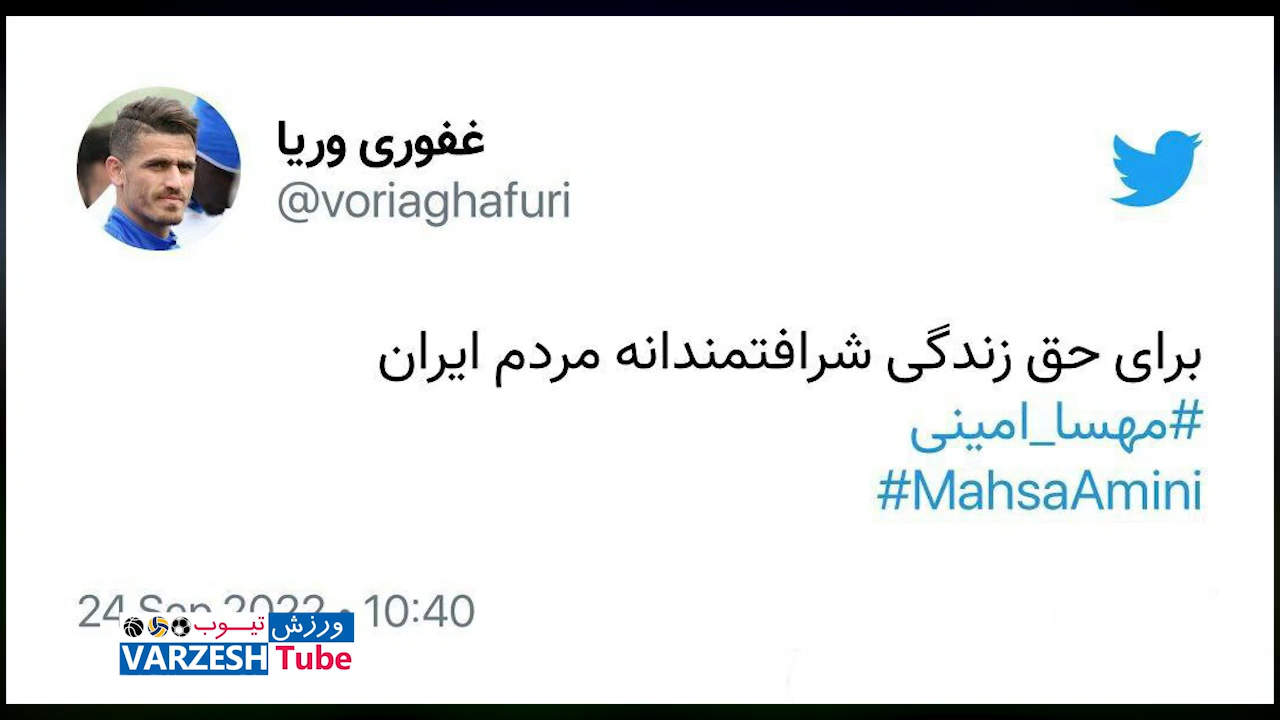 غفوری وریا
@voriaghafuri
برای حق زندگی شرافتمندانه مردم ایران
#مهسا_امینی
#MahsaAmini
24 Sep 2022 • 10:40
ورزش تیوب
VARZESH Tube